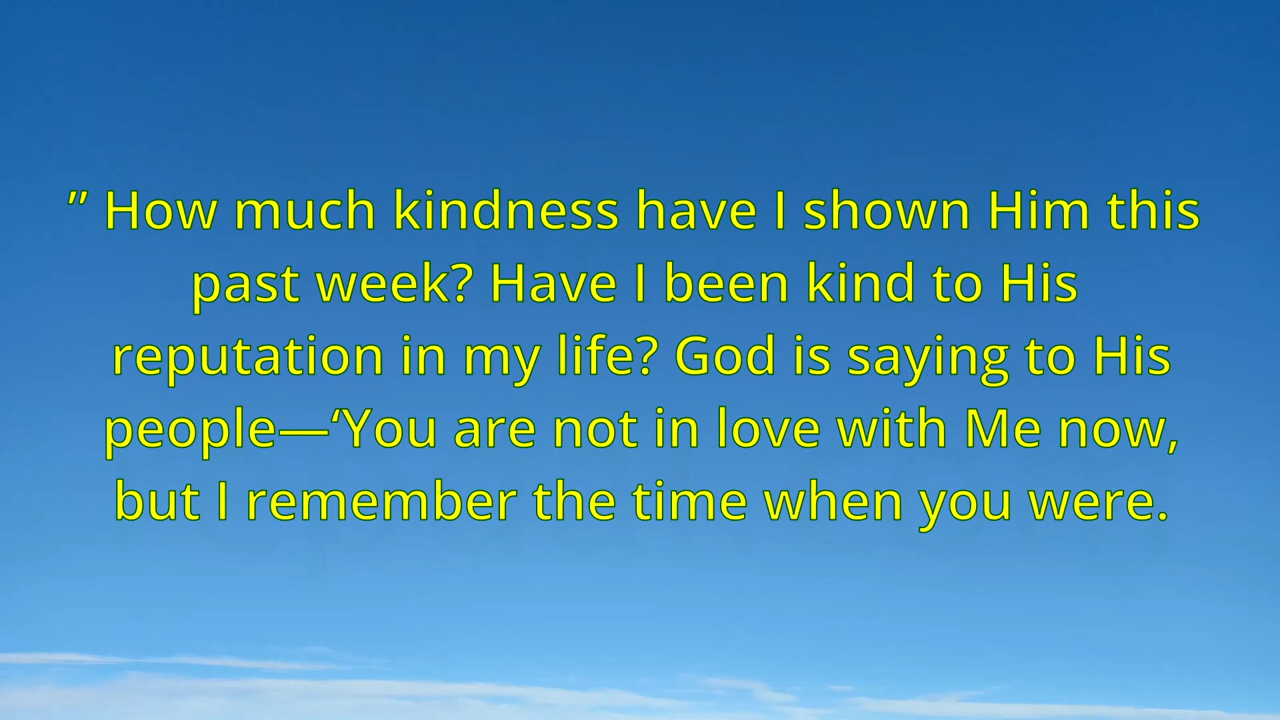 ” How much kindness have I shown Him this
past week? Have I been kind to His
reputation in my life? God is saying to His
people—‘You are not in love with Me now,
but I remember the time when you were.